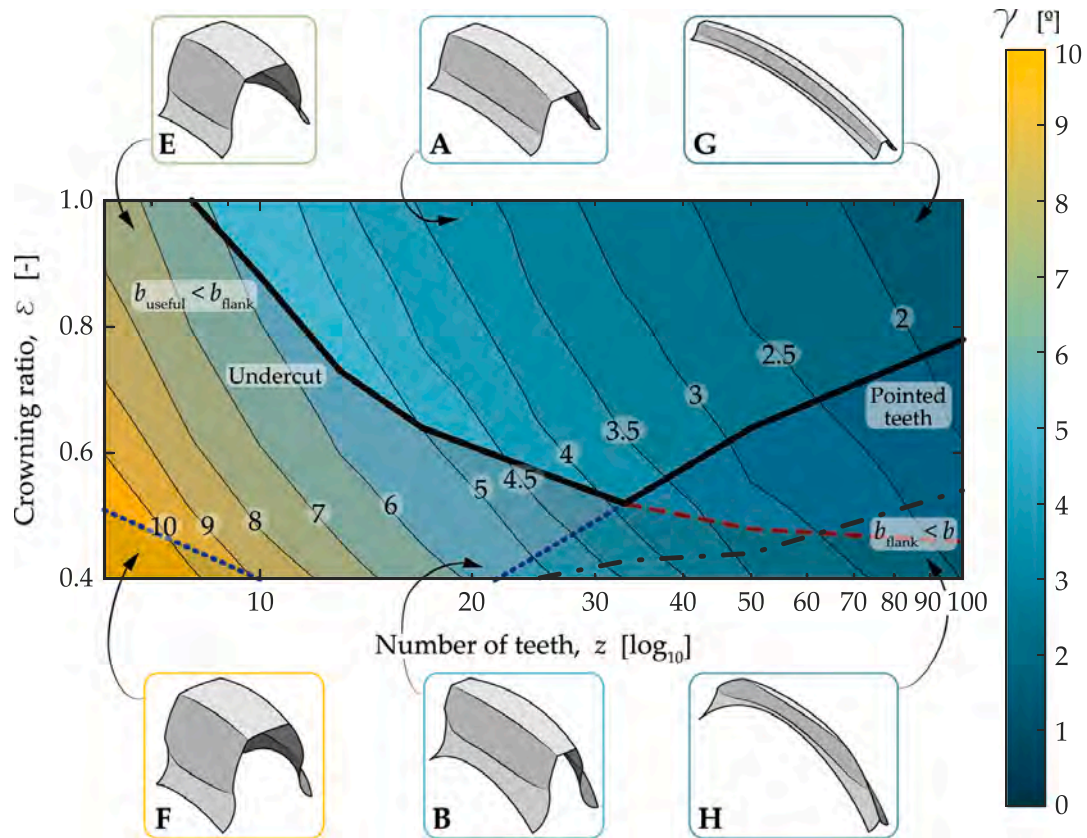 γ [º]
E
A
G
10
9
8
7
6
5
4
3
2
1
0
Crowning ratio, ε [-]
1.0
0.8
0.6
0.4
b_useful < b_flank
Undercut
Pointed
teeth
b_flank < b
10
9
8
7
6
5
4.5
4
3.5
3
2.5
2
10
20
30
40
50
60
70
80
90
100
Number of teeth, z [log₁₀]
F
B
H